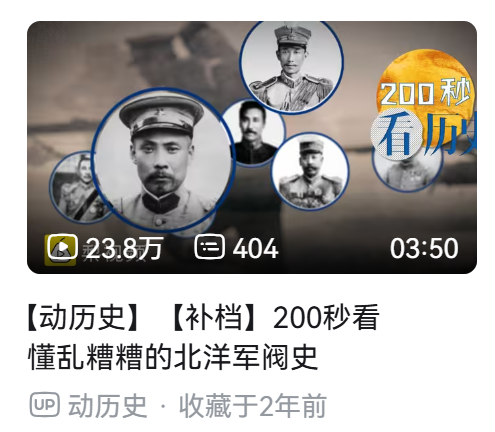 200秒
看历史
23.8万 404 03:50
【动历史】【补档】200秒看
懂乱糟糟的北洋军阀史
UP 动历史 · 收藏于2年前